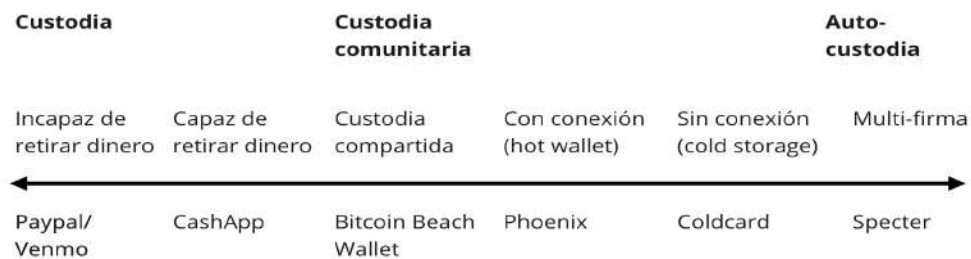 Custodia
Custodia
comunitaria
Auto-
custodia
Incapaz de
retirar dinero
Capaz de
retirar dinero
Custodia
compartida
Con conexión
(hot wallet)
Sin conexión
(cold storage)
Multi-firma
Paypal/
Venmo
CashApp
Bitcoin Beach
Wallet
Phoenix
Coldcard
Specter